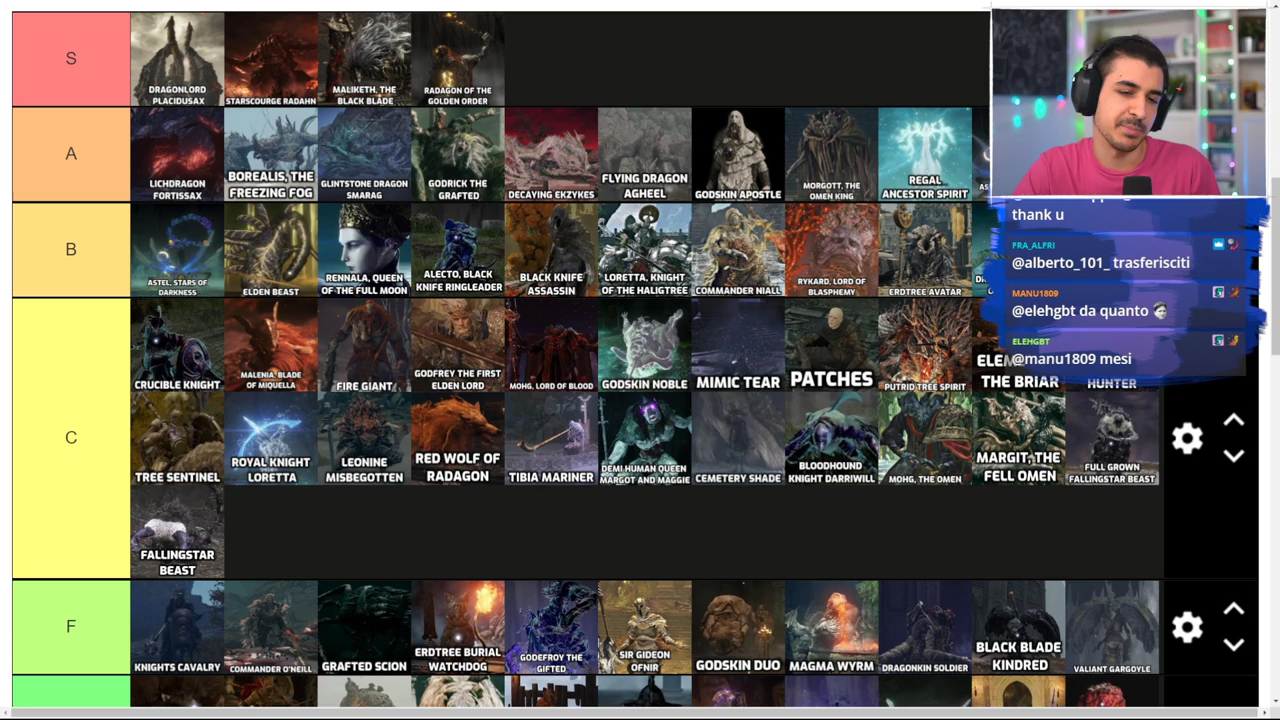 S
DRAGONLORD
PLACIDUSAX
STARSCOURGE RADAHN
MALIKETH, THE
BLACK BLADE
RADAGON OF THE
GOLDEN ORDER
A
LICHDRAGON
FORTISSAX
BOREALIS, THE
FREEZING FOG
GLINTSTONE DRAGON
SMARAG
GODRICK THE
GRAFTED
DECAYING EKZYKES
FLYING DRAGON
AGHEEL
GODSKIN APOSTLE
MORGOTT, THE
OMEN KING
REGAL
ANCESTOR SPIRIT
thank u
FRA_ALFRI
@alberto_101_ trasferisciti
MANU1809
@elehgbt da quanto
ELEHGBT
@manu1809 mesi
B
ASTEL, STARS OF
DARKNESS
ELDEN BEAST
RENNALA, QUEEN
OF THE FULL MOON
ALECTO, BLACK
KNIFE RINGLEADER
BLACK KNIFE
ASSASSIN
LORETTA, KNIGHT
OF THE HALIGTREE
COMMANDER NIALL
RYKARD, LORD OF
BLASPHEMY
ERDTREE AVATAR
C
CRUCIBLE KNIGHT
MALENIA, BLADE
OF MIQUELLA
FIRE GIANT
GODFREY THE FIRST
ELDEN LORD
MOHG, LORD OF BLOOD
GODSKIN NOBLE
MIMIC TEAR
PATCHES
PUTRID TREE SPIRIT
THE BRIAR
HUNTER
TREE SENTINEL
ROYAL KNIGHT
LORETTA
LEONINE
MISBEGOTTEN
RED WOLF OF
RADAGON
TIBIA MARINER
DEMI HUMAN QUEEN
MARGOT AND MAGGIE
CEMETERY SHADE
BLOODHOUND
KNIGHT DARRIWILL
MOHG, THE OMEN
MARGIT, THE
FELL OMEN
FULL GROWN
FALLINGSTAR BEAST
FALLINGSTAR
BEAST
F
KNIGHTS CAVALRY
COMMANDER O'NEILL
GRAFTED SCION
ERDTREE BURIAL
WATCHDOG
GODEFROY THE
GIFTED
SIR GIDEON
OFNIR
GODSKIN DUO
MAGMA WYRM
DRAGONKIN SOLDIER
BLACK BLADE
KINDRED
VALIANT GARGOYLE